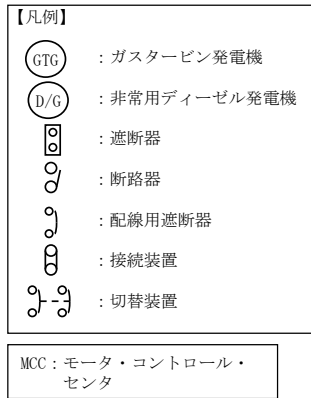 【凡例】
GTG ：ガスタービン発電機
D/G ：非常用ディーゼル発電機
：遮断器
：断路器
：配線用遮断器
：接続装置
：切替装置
MCC：モータ・コントロール・
センタ